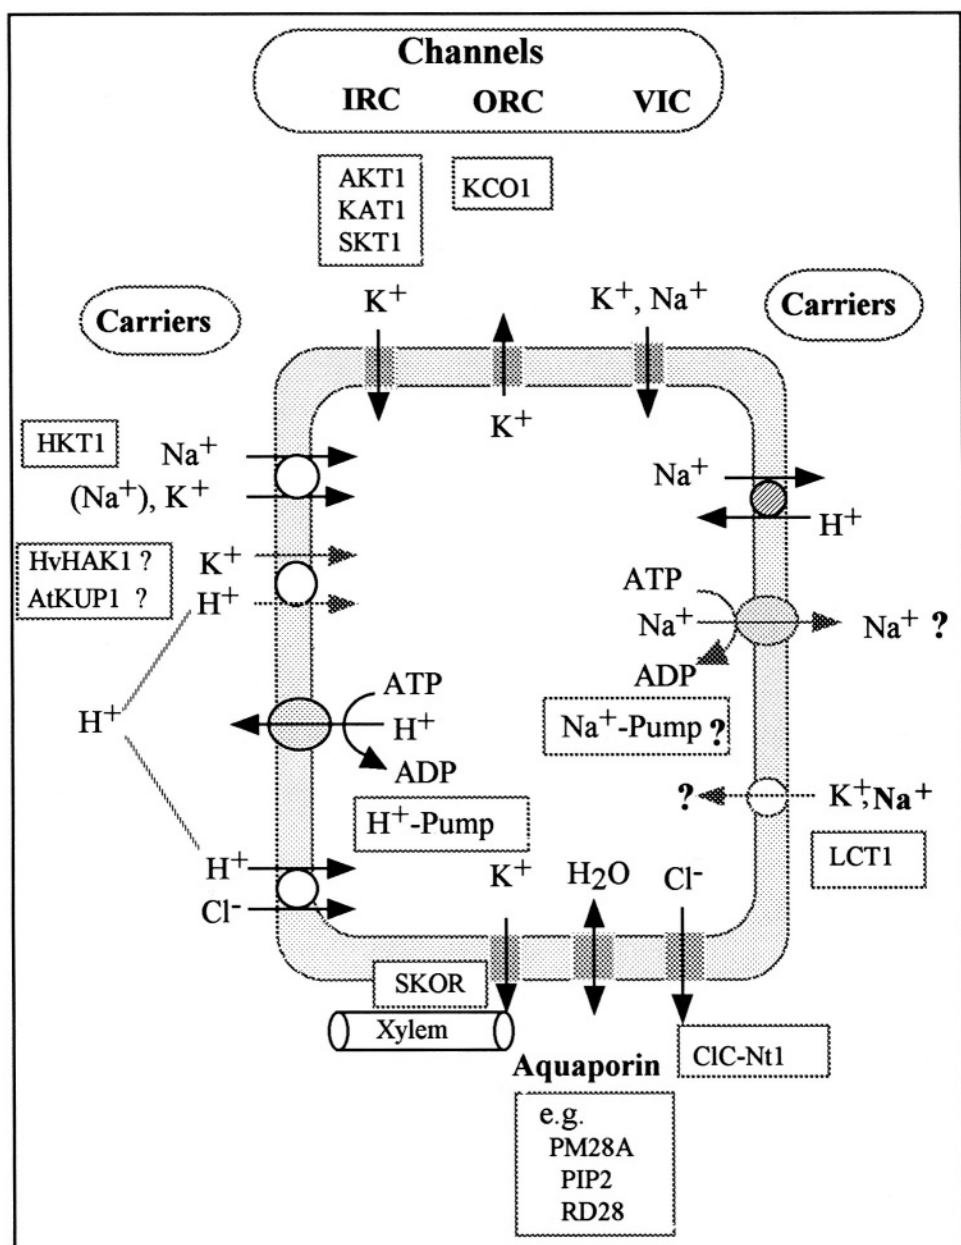 Channels
IRC ORC VIC
AKT1
KAT1
SKT1
KCO1
Carriers
K⁺
K⁺, Na⁺
Carriers
K⁺
HKT1
Na⁺
(Na⁺), K⁺
Na⁺
H⁺
HvHAK1 ?
AtKUP1 ?
K⁺
H⁺
ATP
Na⁺
ADP
Na⁺ ?
Na⁺-Pump ?
H⁺
ATP
H⁺
ADP
H⁺-Pump
?
K⁺, Na⁺
LCT1
H⁺
Cl⁻
K⁺
H₂O
Cl⁻
SKOR
Xylem
ClC-Nt1
Aquaporin
e.g.
PM28A
PIP2
RD28